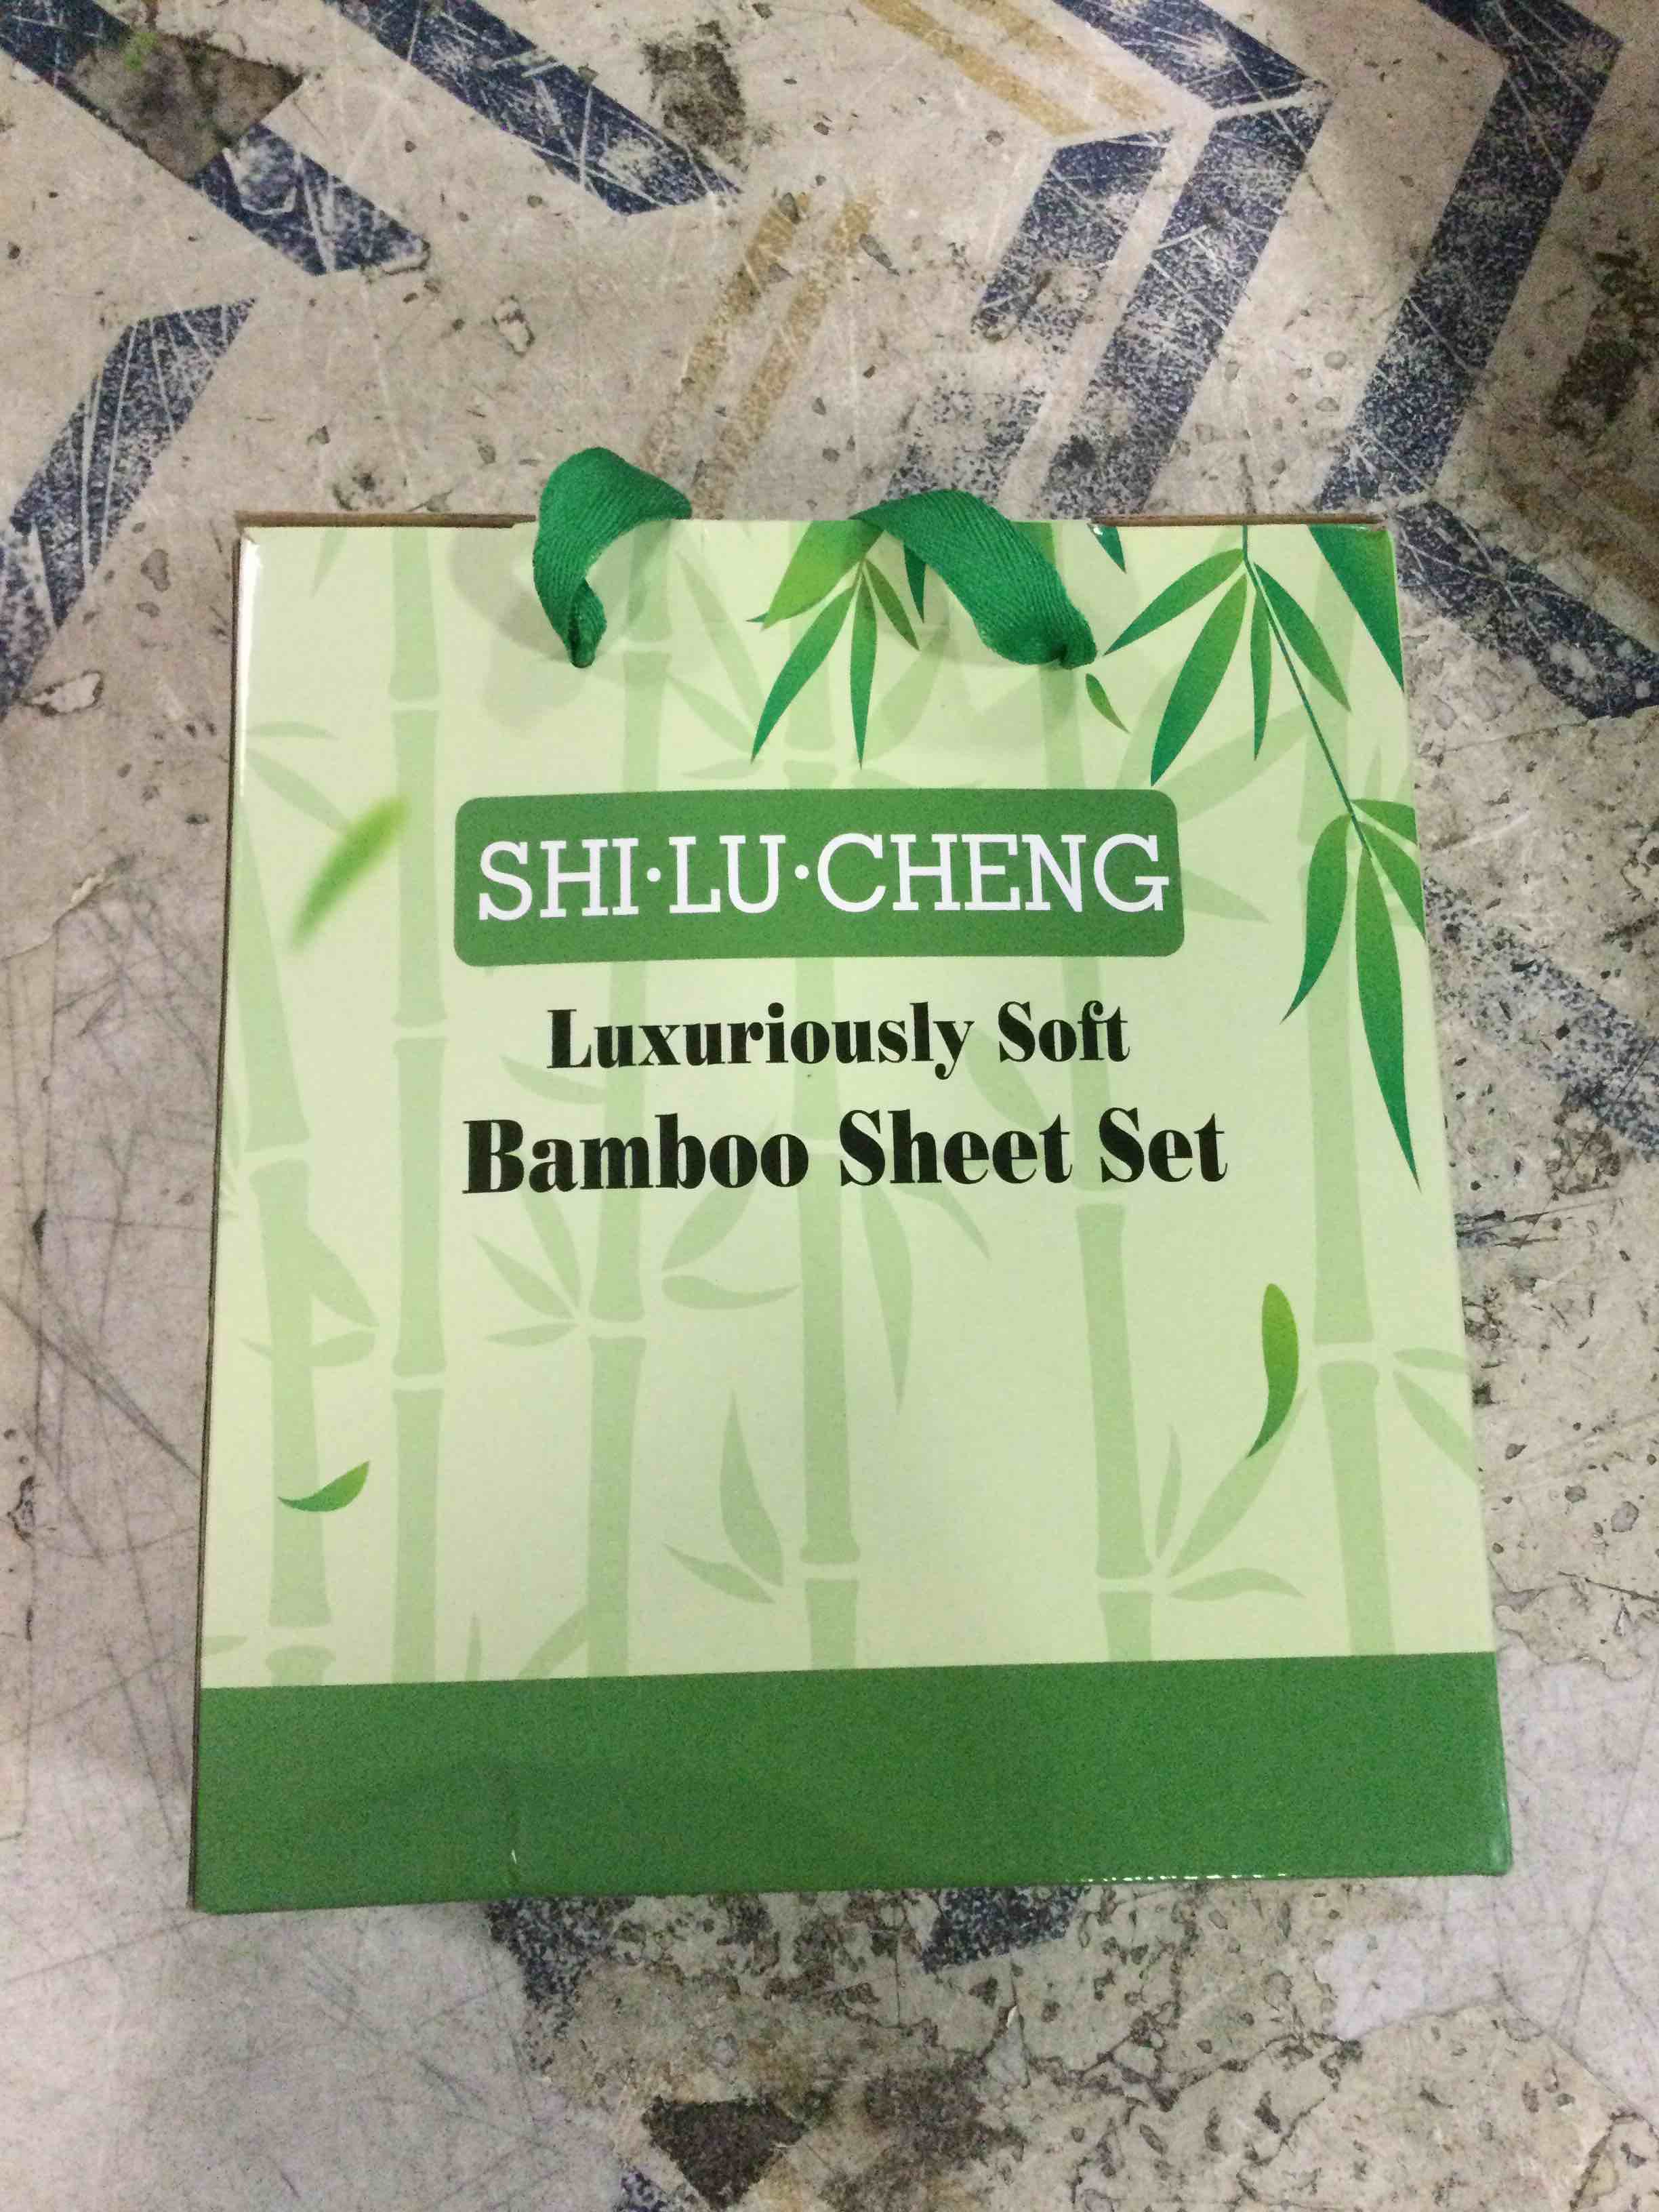 SHI·LU·CHENG
Luxuriously Soft
Bamboo Sheet Set